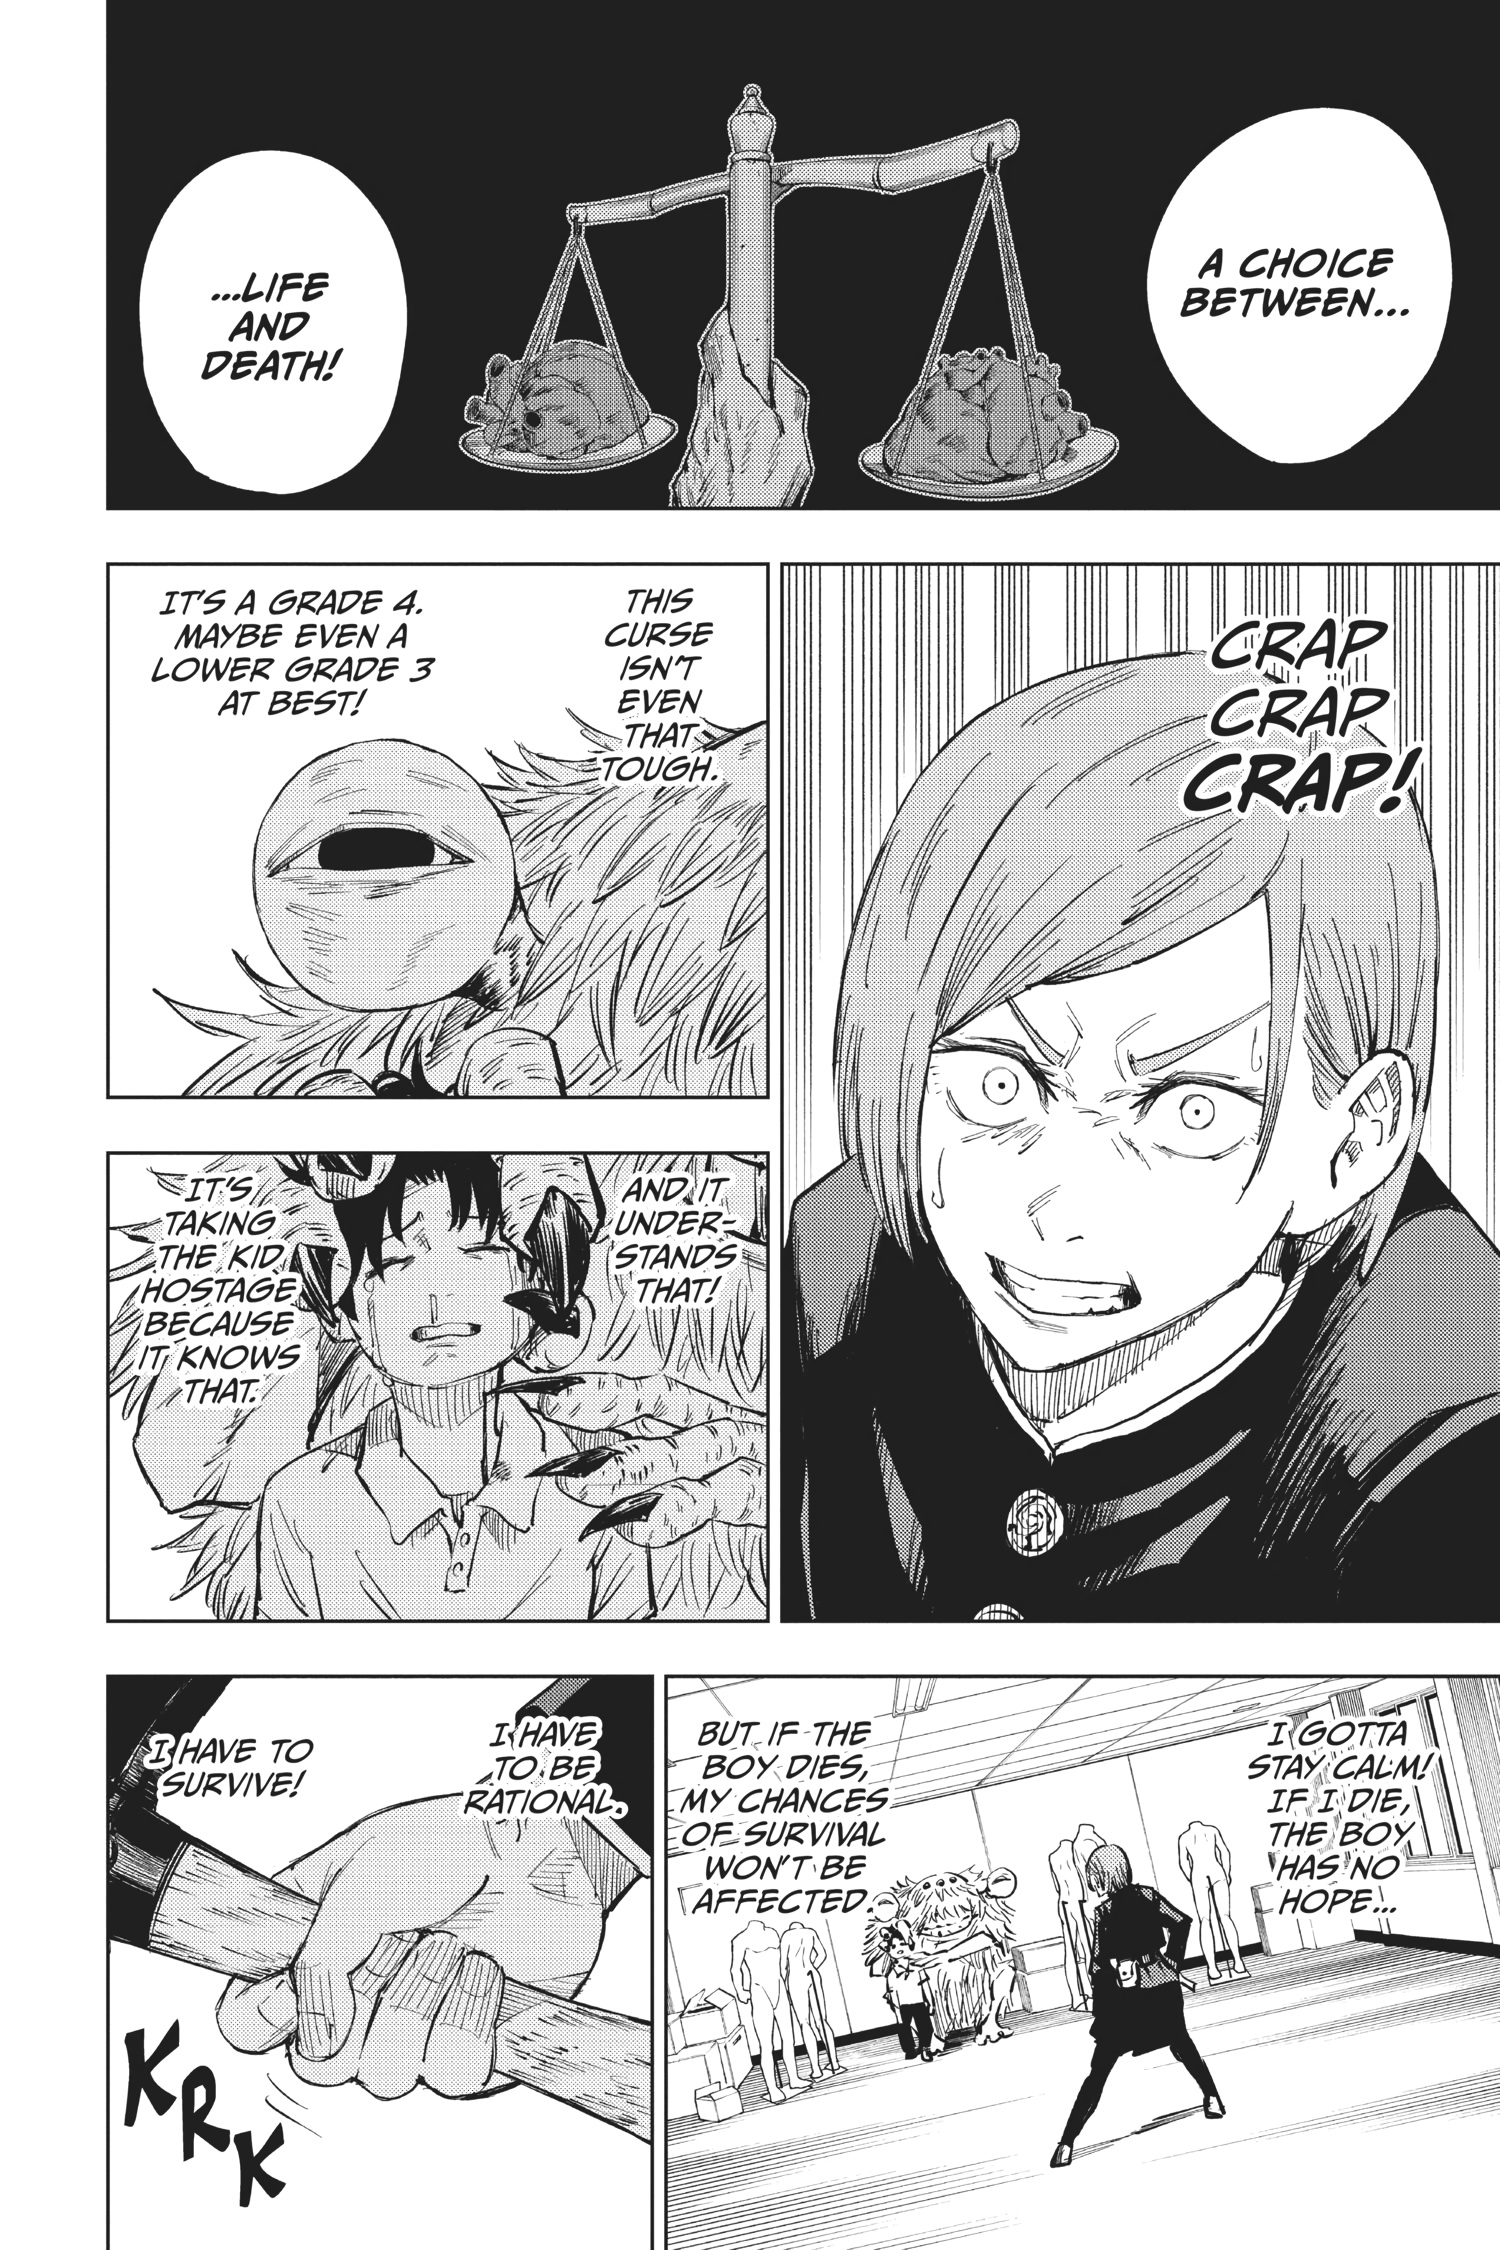 A CHOICE
BETWEEN...
...LIFE
AND
DEATH!
CRAP
CRAP
CRAP!
THIS
CURSE
ISN'T
EVEN
THAT
TOUGH.
IT'S A GRADE 4.
MAYBE EVEN A
LOWER GRADE 3
AT BEST!
AND IT
UNDER-
STANDS
THAT!
IT'S
TAKING
THE KID
HOSTAGE
BECAUSE
IT KNOWS
THAT.
I GOTTA
STAY CALM!
IF I DIE,
THE BOY
HAS NO
HOPE...
BUT IF THE
BOY DIES,
MY CHANCES
OF SURVIVAL
WON'T BE
AFFECTED.
I HAVE
TO BE
RATIONAL.
I HAVE TO
SURVIVE!
KRK